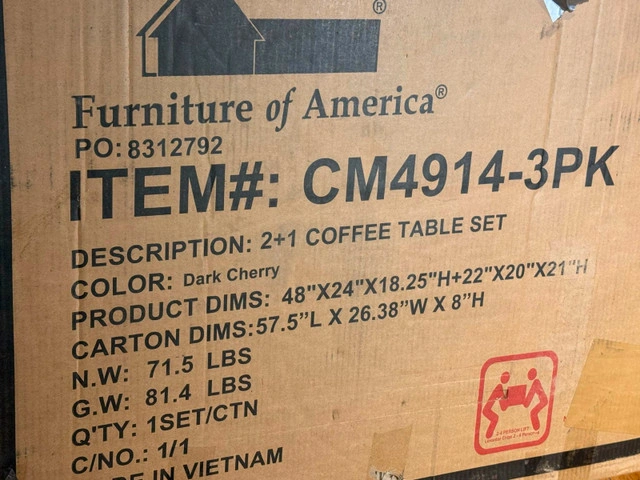 ®
Furniture of America®
PO: 8312792
ITEM#: CM4914-3PK
DESCRIPTION: 2+1 COFFEE TABLE SET
COLOR: Dark Cherry
PRODUCT DIMS: 48"X24"X18.25"H+22"X20"X21"H
CARTON DIMS:57.5”L X 26.38”W X 8”H
N.W: 71.5 LBS
G.W: 81.4 LBS
Q'TY: 1SET/CTN
C/NO.: 1/1
IN VIETNAM